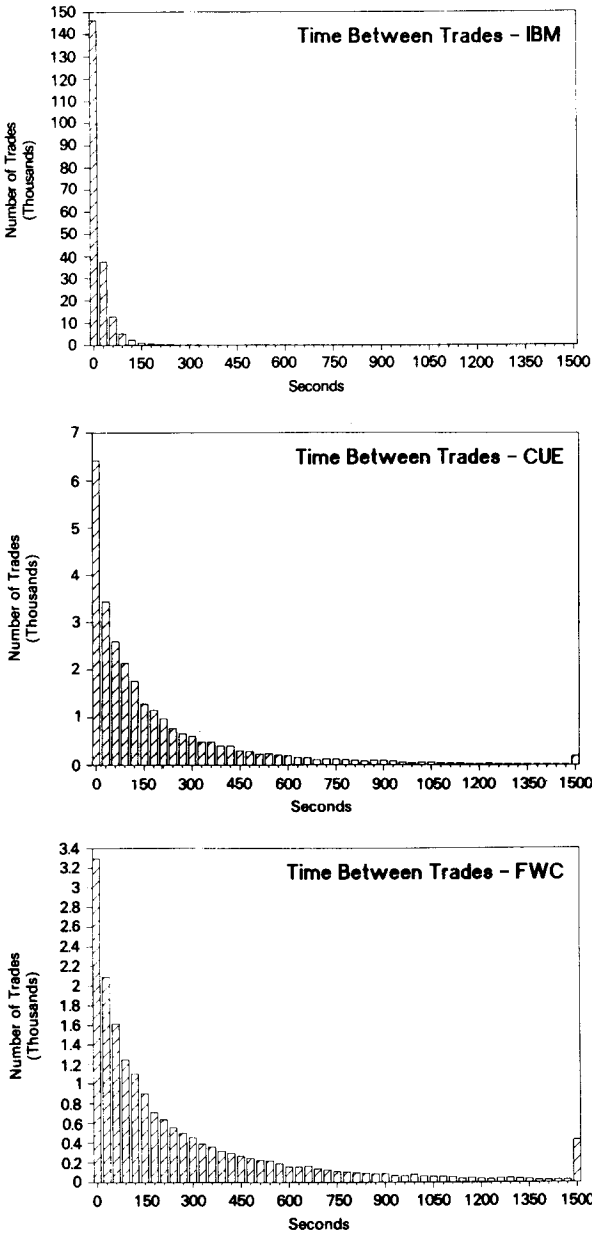 Time Between Trades - IBM
Number of Trades
(Thousands)
150
140
130
120
110
100
90
80
70
60
50
40
30
20
10
0
0 150 300 450 600 750 900 1050 1200 1350 1500
Seconds
Time Between Trades - CUE
Number of Trades
(Thousands)
7
6
5
4
3
2
1
0
0 150 300 450 600 750 900 1050 1200 1350 1500
Seconds
Time Between Trades - FWC
Number of Trades
(Thousands)
3.4
3.2
3
2.8
2.6
2.4
2.2
2
1.8
1.6
1.4
1.2
1
0.8
0.6
0.4
0.2
0
0 150 300 450 600 750 900 1050 1200 1350 1500
Seconds